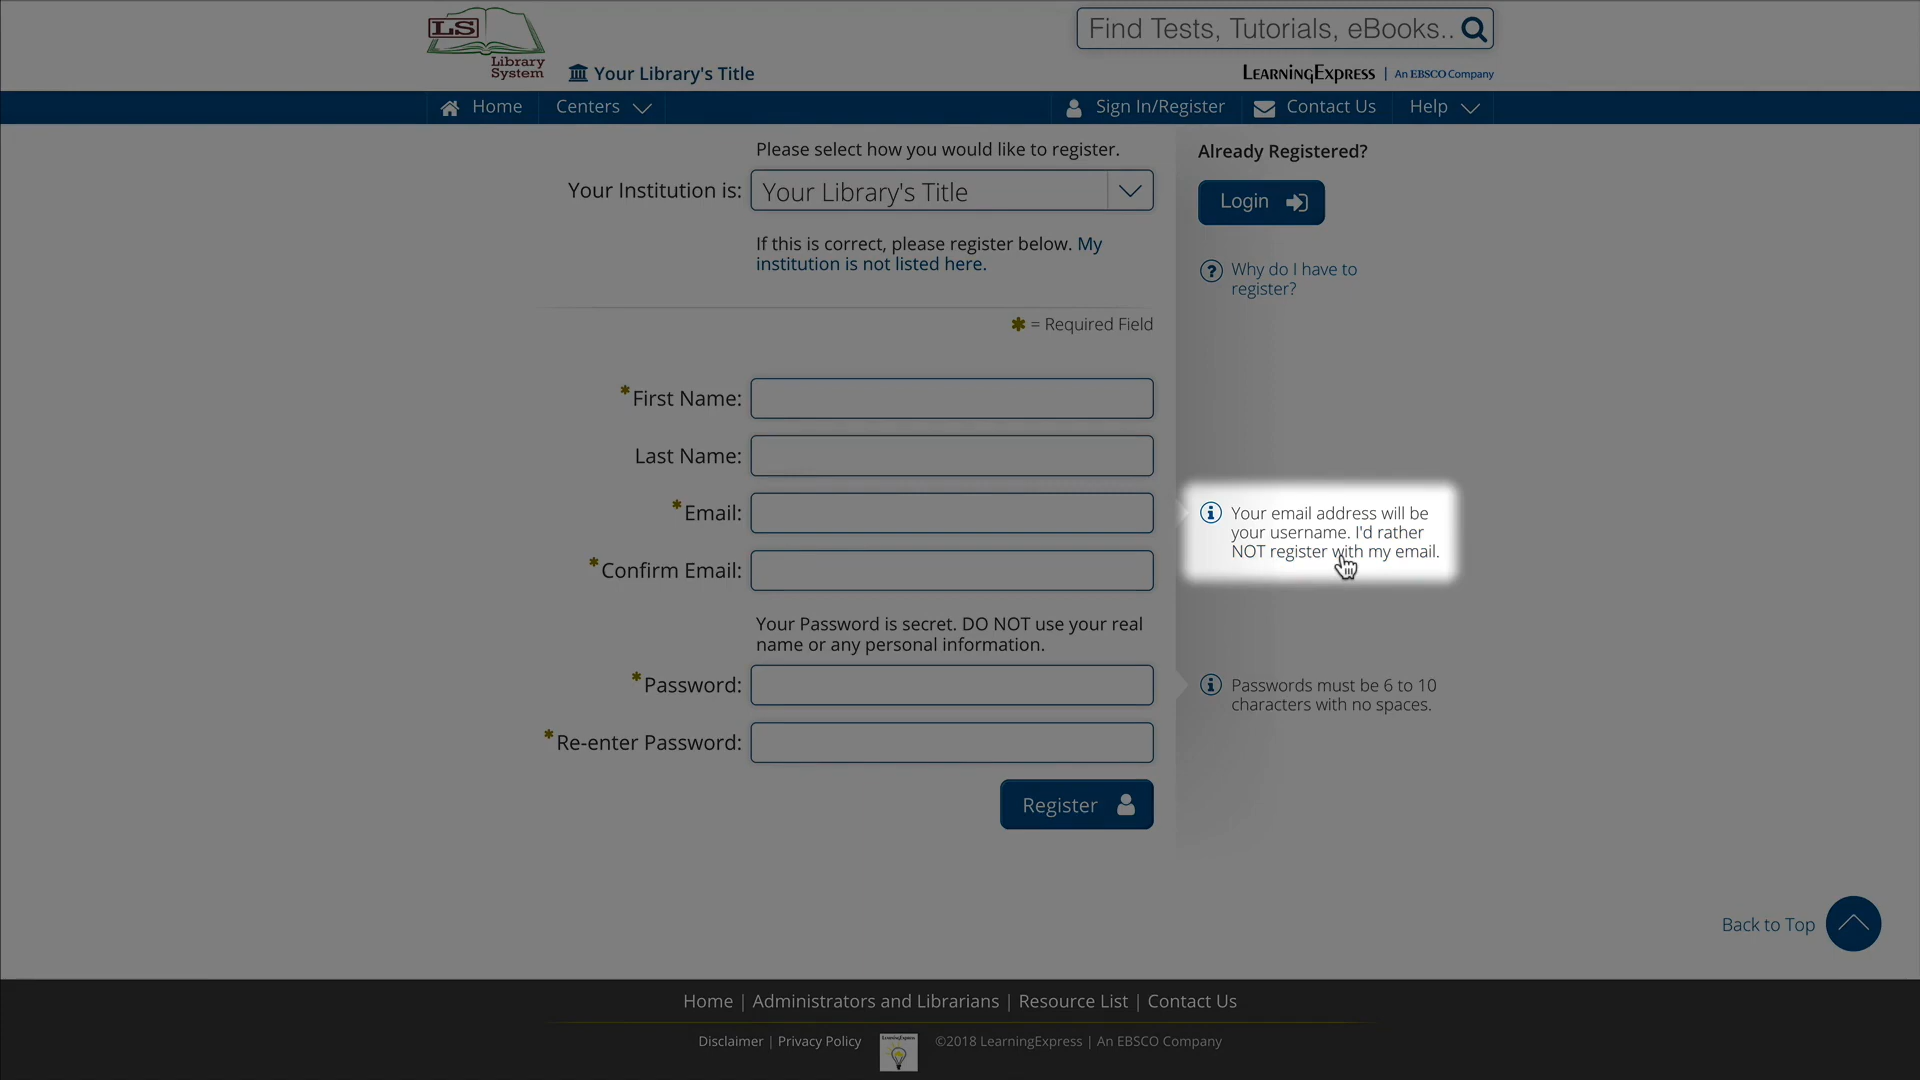 LS
Library
System
Your Library's Title
Find Tests, Tutorials, eBooks..
LEARNINGEXPRESS | An EBSCO Company
Home
Centers
Sign In/Register
Contact Us
Help
Please select how you would like to register.
Your Institution is:
Your Library's Title
If this is correct, please register below. My
institution is not listed here.
Already Registered?
Login
Why do I have to
register?
* = Required Field
*First Name:
Last Name:
*Email:
Your email address will be
your username. I'd rather
NOT register with my email.
*Confirm Email:
Your Password is secret. DO NOT use your real
name or any personal information.
*Password:
Passwords must be 6 to 10
characters with no spaces.
*Re-enter Password:
Register
Back to Top
Home | Administrators and Librarians | Resource List | Contact Us
Disclaimer | Privacy Policy
LearningExpress
©2018 LearningExpress | An EBSCO Company